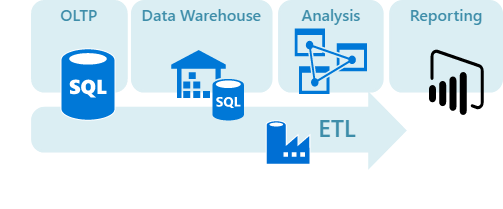 OLTP
Data Warehouse
Analysis
Reporting
SQL
SQL
ETL